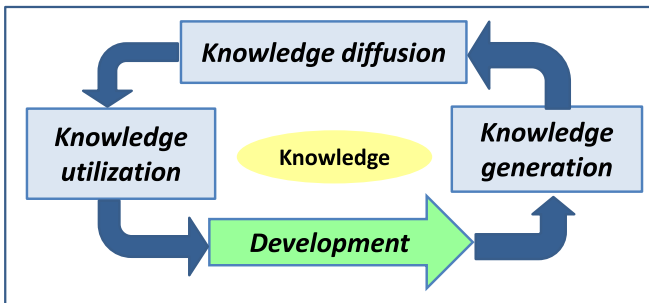 Knowledge diffusion
Knowledge
utilization
Knowledge
Knowledge
generation
Development